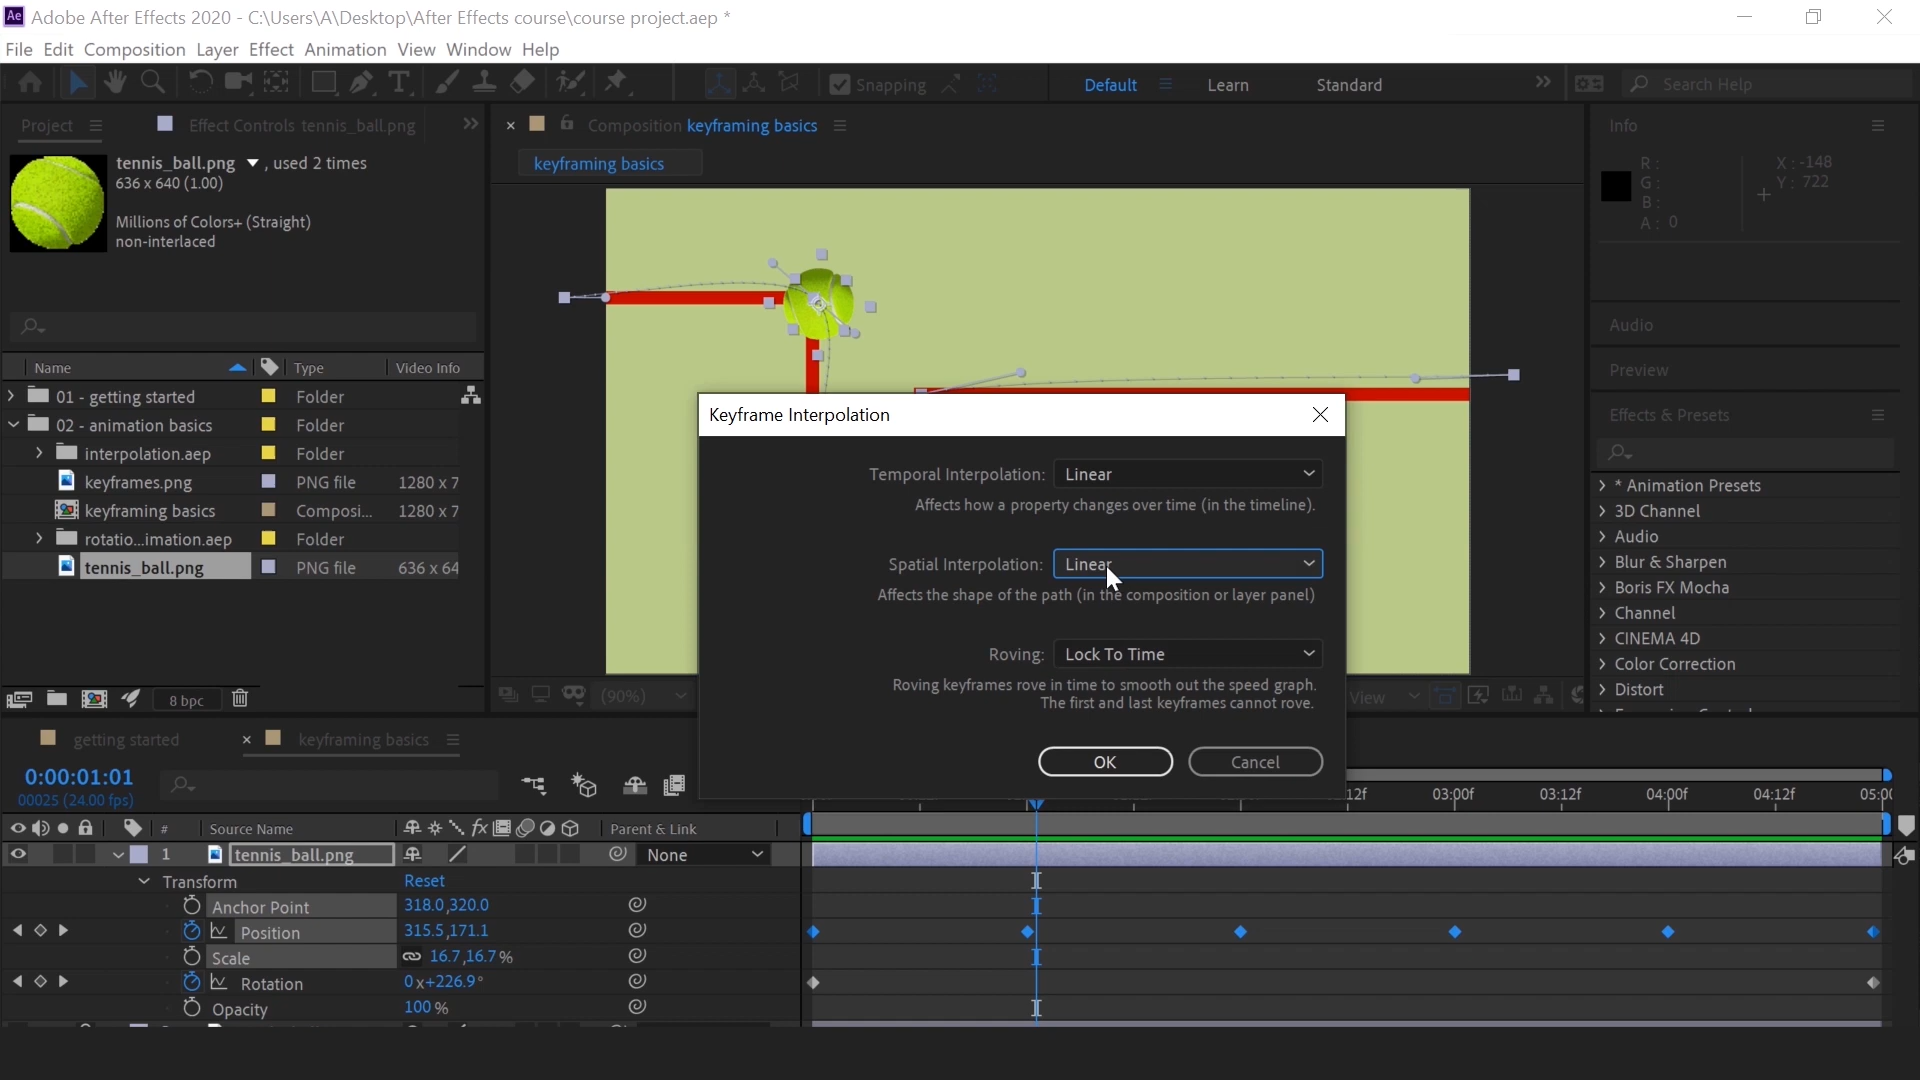 Ae Adobe After Effects 2020 - C:\Users\A\Desktop\After Effects course\course project.aep *
File Edit Composition Layer Effect Animation View Window Help
Snapping Default Learn Standard Search Help
Project Effect Controls tennis_ball.png
tennis_ball.png , used 2 times
636 x 640 (1.00)
Millions of Colors+ (Straight)
non-interlaced
Name Type Video Info
01 - getting started Folder
02 - animation basics Folder
interpolation.aep Folder
keyframes.png PNG file 1280 x 7
keyframing basics Composi... 1280 x 7
rotatio...imation.aep Folder
tennis_ball.png PNG file 636 x 64
8 bpc
Composition keyframing basics
keyframing basics
(90%)
View
Keyframe Interpolation
Temporal Interpolation: Linear
Affects how a property changes over time (in the timeline).
Spatial Interpolation: Linear
Affects the shape of the path (in the composition or layer panel)
Roving: Lock To Time
Roving keyframes rove in time to smooth out the speed graph.
The first and last keyframes cannot rove.
OK Cancel
Info
R: X: -148
G: Y: 722
B:
A: 0
Audio
Preview
Effects & Presets
* Animation Presets
3D Channel
Audio
Blur & Sharpen
Boris FX Mocha
Channel
CINEMA 4D
Color Correction
Distort
getting started keyframing basics
0:00:01:01
00025 (24.00 fps)
12f 03:00f 03:12f 04:00f 04:12f 05:00
# Source Name fx Parent & Link
1 tennis_ball.png None
Transform Reset
Anchor Point 318.0,320.0
Position 315.5,171.1
Scale 16.7,16.7 %
Rotation 0x+226.9°
Opacity 100 %